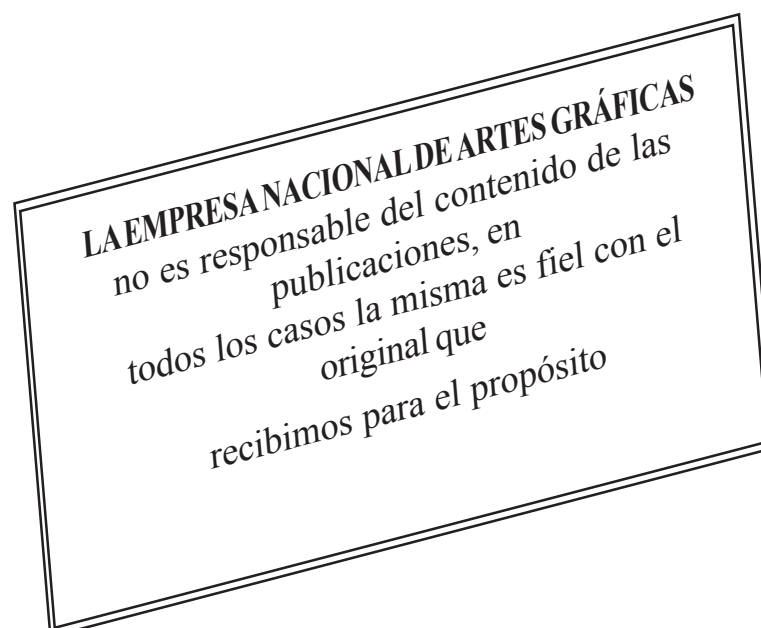 LA EMPRESA NACIONAL DE ARTES GRÁFICAS
no es responsable del contenido de las
publicaciones, en
todos los casos la misma es fiel con el
original que
recibimos para el propósito